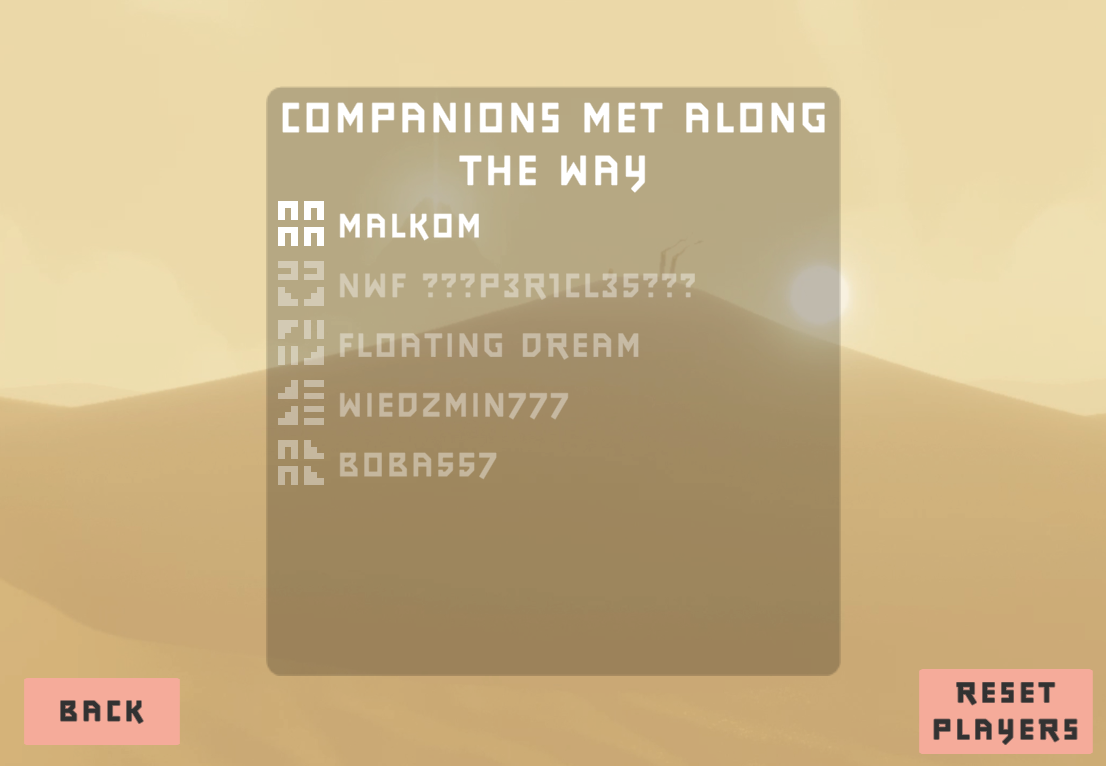 COMPANIONS MET ALONG
THE WAY
MALKOM
NWF ???P3R1CL35???
FLOATING DREAM
WIEDZMIN777
BOBA557
BACK
RESET
PLAYERS